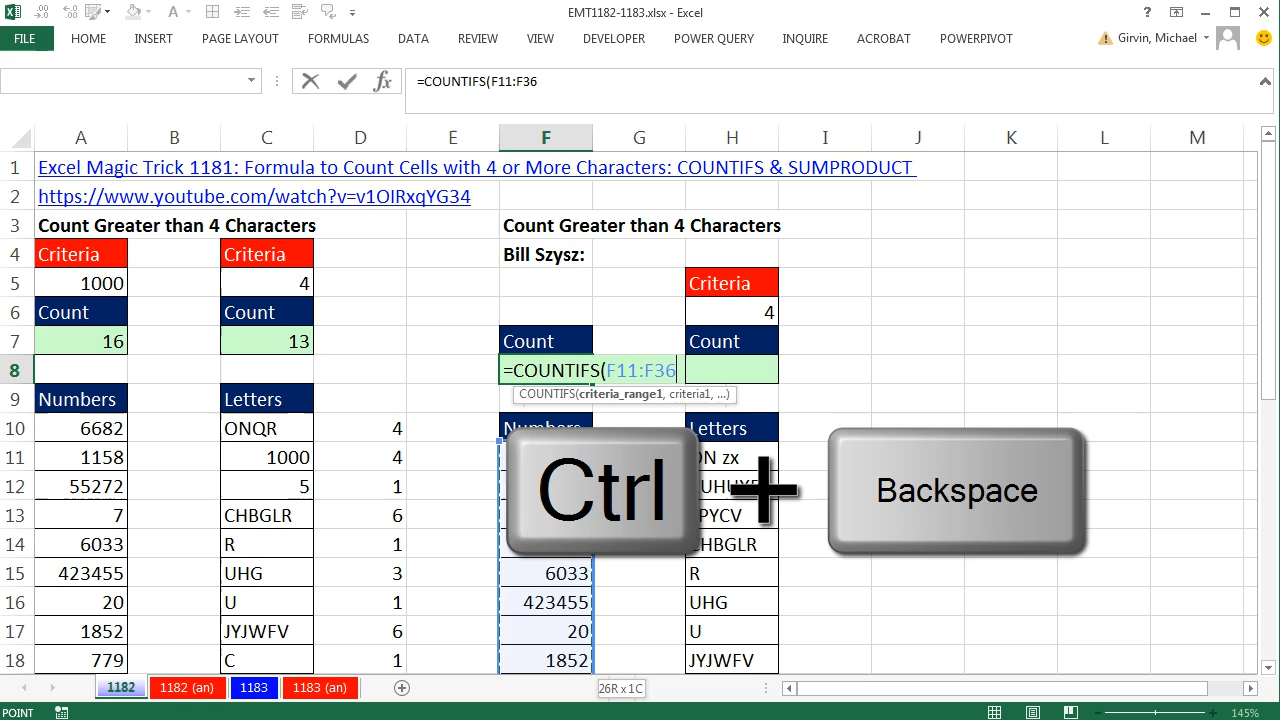 EMT1182-1183.xlsx - Excel
FILE HOME INSERT PAGE LAYOUT FORMULAS DATA REVIEW VIEW DEVELOPER POWER QUERY INQUIRE ACROBAT POWERPIVOT Girvin, Michael
fx =COUNTIFS(F11:F36
A B C D E F G H I J K L M
1 Excel Magic Trick 1181: Formula to Count Cells with 4 or More Characters: COUNTIFS & SUMPRODUCT
2 https://www.youtube.com/watch?v=v1OIRxqYG34
3 Count Greater than 4 Characters Count Greater than 4 Characters
4 Criteria Criteria Bill Szysz:
5 1000 4 Criteria
6 Count Count 4
7 16 13 Count Count
8 =COUNTIFS(F11:F36
COUNTIFS(criteria_range1, criteria1, ...)
9 Numbers Letters
10 6682 ONQR 4 Numbers Letters
11 1158 1000 4 ON zx
12 55272 5 1
13 7 CHBGLR 6 PYCV
14 6033 R 1 CHBGLR
Ctrl + Backspace
15 423455 UHG 3 6033 R
16 20 U 1 423455 UHG
17 1852 JYJWFV 6 20 U
18 779 C 1 1852 JYJWFV
1182 1182 (an) 1183 1183 (an) 26R x 1C
POINT 145%